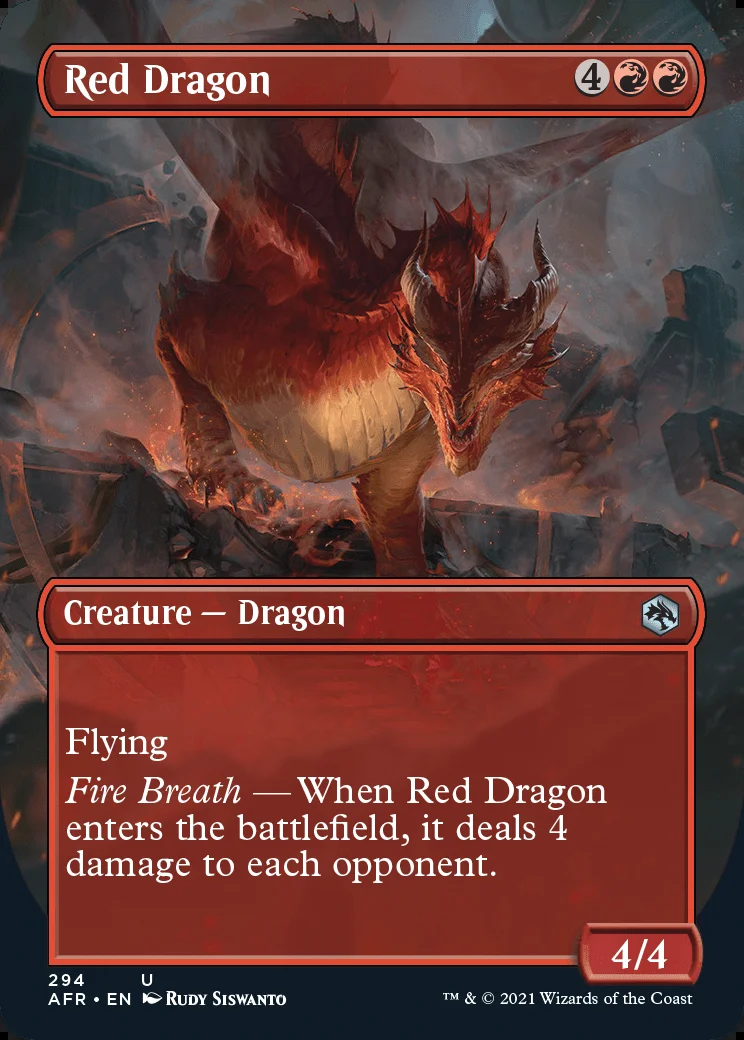 Red Dragon 4
Creature — Dragon
Flying
Fire Breath — When Red Dragon
enters the battlefield, it deals 4
damage to each opponent.
4/4
294 U
AFR • EN Rudy Siswanto
™ & © 2021 Wizards of the Coast